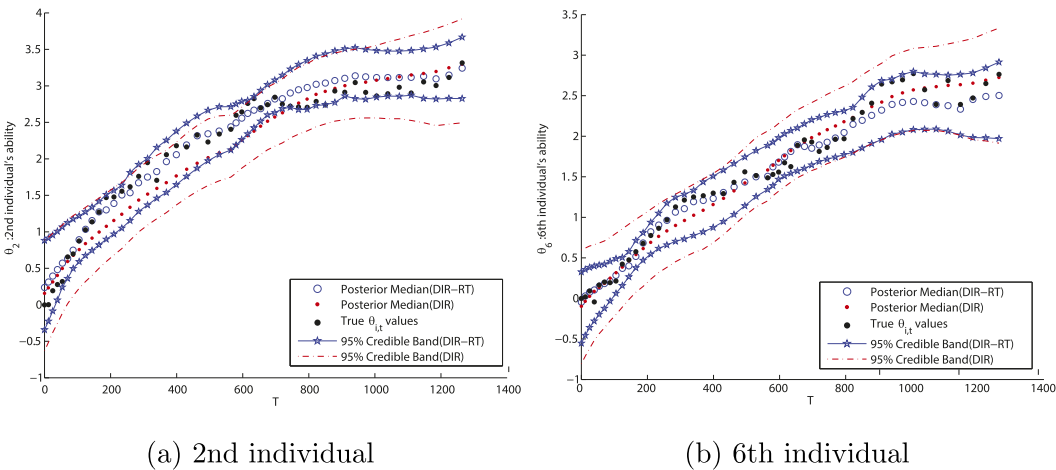 4
3.5
3
2.5
2
1.5
1
0.5
0
−0.5
−1
0
200
400
600
800
1000
1200
1400
T
θ2 :2nd individual's ability
Posterior Median(DIR−RT)
Posterior Median(DIR)
True θi,t values
95% Credible Band(DIR−RT)
95% Credible Band(DIR)
(a) 2nd individual
3.5
3
2.5
2
1.5
1
0.5
0
−0.5
−1
0
200
400
600
800
1000
1200
1400
T
θ6 :6th individual's ability
Posterior Median(DIR−RT)
Posterior Median(DIR)
True θi,t values
95% Credible Band(DIR−RT)
95% Credible Band(DIR)
(b) 6th individual